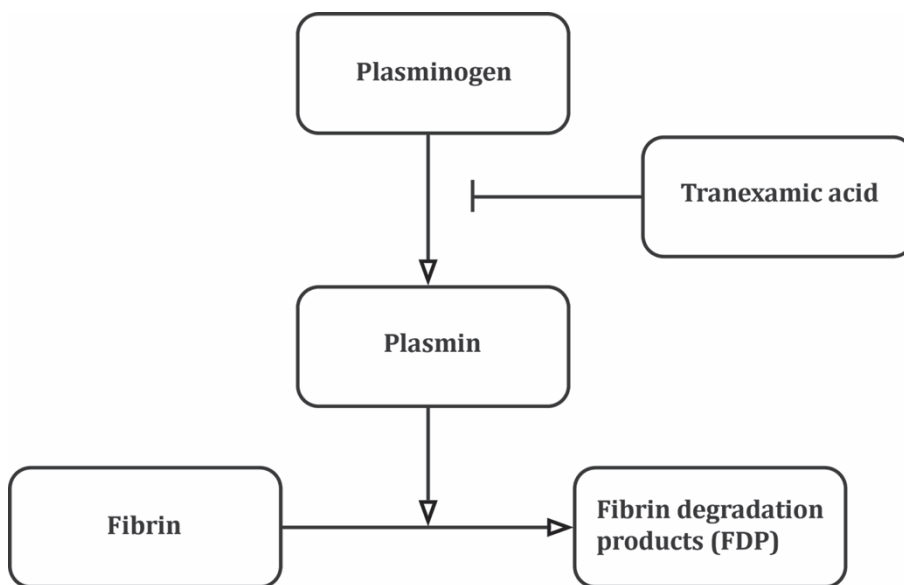 Plasminogen
Tranexamic acid
Plasmin
Fibrin
Fibrin degradation
products (FDP)